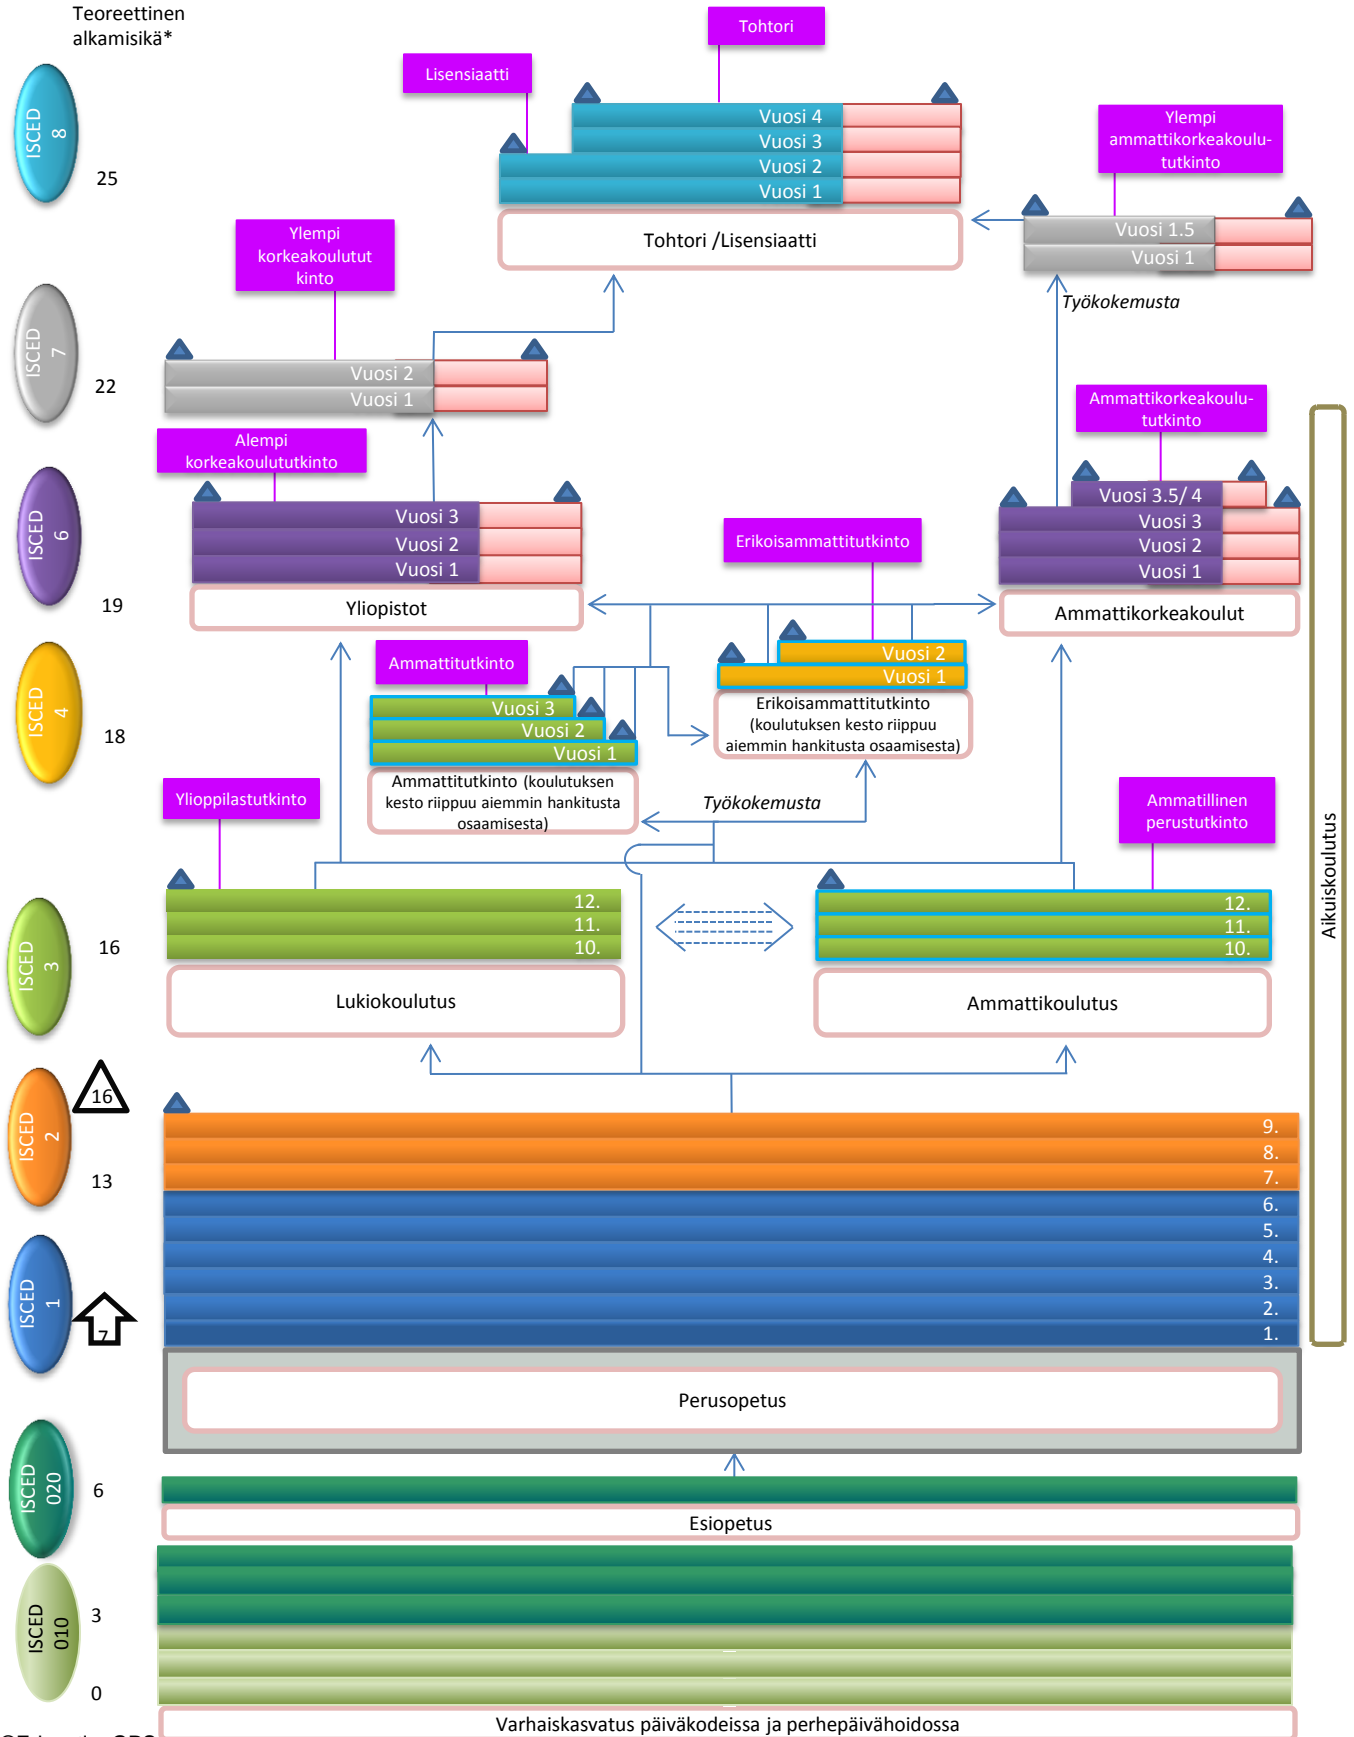 Teoreettinen
alkamisikä*
Tohtori
Lisensiaatti
ISCED
8
25
Vuosi 4
Vuosi 3
Vuosi 2
Vuosi 1
Tohtori /Lisensiaatti
Ylempi
ammattikorkeakoulu-
tutkinto
Vuosi 1.5
Vuosi 1
Työkokemusta
Ylempi
korkeakoulutut
kinto
ISCED
7
22
Vuosi 2
Vuosi 1
Alempi
korkeakoulututkinto
Ammattikorkeakoulu-
tutkinto
ISCED
6
19
Vuosi 3
Vuosi 2
Vuosi 1
Yliopistot
Erikoisammattitutkinto
Vuosi 3.5/ 4
Vuosi 3
Vuosi 2
Vuosi 1
Ammattikorkeakoulut
ISCED
4
18
Ammattitutkinto
Vuosi 3
Vuosi 2
Vuosi 1
Ammattitutkinto (koulutuksen
kesto riippuu aiemmin hankitusta
osaamisesta)
Vuosi 2
Vuosi 1
Erikoisammattitutkinto
(koulutuksen kesto riippuu
aiemmin hankitusta osaamisesta)
Työkokemusta
Ylioppilastutkinto
Ammatillinen
perustutkinto
Aikuiskoulutus
ISCED
3
16
12.
11.
10.
Lukiokoulutus
12.
11.
10.
Ammattikoulutus
ISCED
2
16
13
9.
8.
7.
6.
5.
4.
3.
2.
1.
ISCED
1
7
Perusopetus
ISCED
020
6
Esiopetus
ISCED
010
3
0
Varhaiskasvatus päiväkodeissa ja perhepäivähoidossa